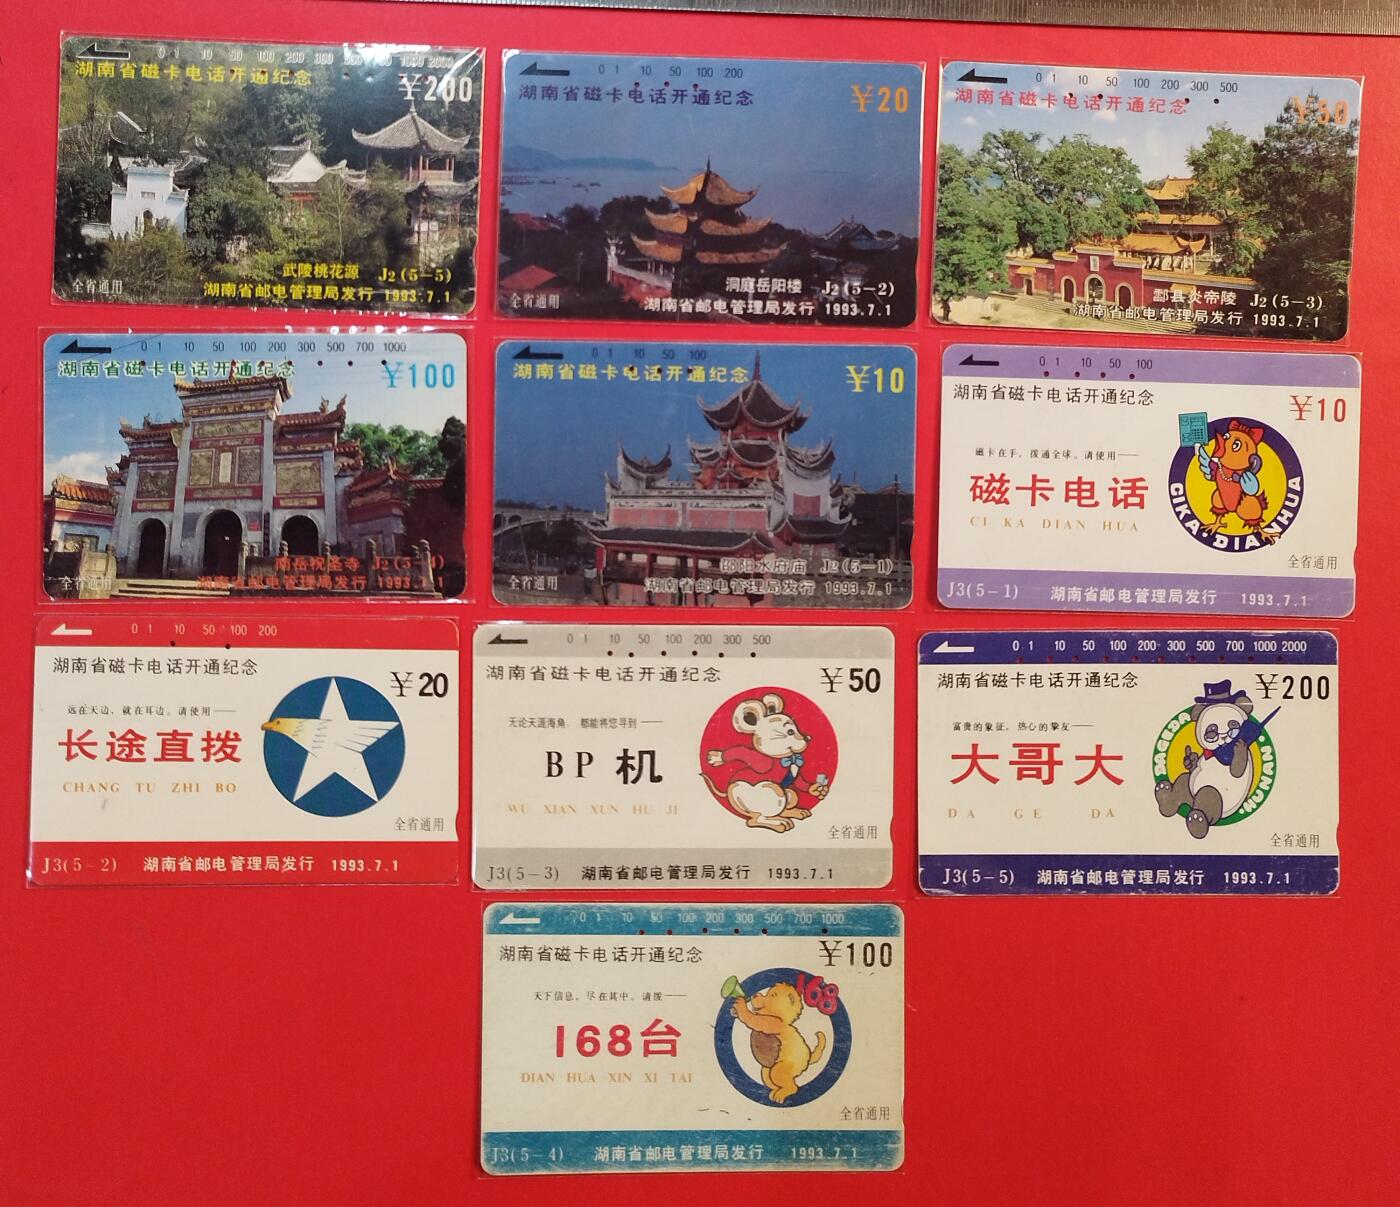 0 1 10 50 100 200 300 500 700 1000 2000
湖南省磁卡电话开通纪念
¥200
武陵桃花源 J2(5-5)
全省通用
湖南省邮电管理局发行 1993.7.1
0 1 10 50 100 200
湖南省磁卡电话开通纪念
¥20
洞庭岳阳楼 J2(5-2)
全省通用
湖南省邮电管理局发行 1993.7.1
0 1 10 50 100 200 300 500
湖南省磁卡电话开通纪念
¥50
酃县炎帝陵 J2(5-3)
湖南省邮电管理局发行 1993.7.1
0 1 10 50 100 200 300 500 700 1000
湖南省磁卡电话开通纪念
¥100
南岳祝圣寺 J2(5-4)
全省通用
湖南省邮电管理局发行 1993.7.1
0 1 10 50 100
湖南省磁卡电话开通纪念
¥10
邵阳水府庙 J2(5-1)
全省通用
湖南省邮电管理局发行 1993.7.1
0 1 10 50 100
湖南省磁卡电话开通纪念
¥10
磁卡在手，拨通全球。请使用——
磁卡电话
CI KA DIAN HUA
CIKA·DIANHUA
全省通用
J3(5-1) 湖南省邮电管理局发行 1993.7.1
0 1 10 50 100 200
湖南省磁卡电话开通纪念
¥20
远在天边，就在耳边。请使用——
长途直拨
CHANG TU ZHI BO
全省通用
J3(5-2) 湖南省邮电管理局发行 1993.7.1
0 1 10 50 100 200 300 500
湖南省磁卡电话开通纪念
¥50
无论天涯海角，都能将您寻到——
BP机
WU XIAN XUN HU JI
全省通用
J3(5-3) 湖南省邮电管理局发行 1993.7.1
0 1 10 50 100 200 300 500 700 1000 2000
湖南省磁卡电话开通纪念
¥200
富贵的象征，热心的挚友——
大哥大
DA GE DA
DAGEDA·HUNAN·
全省通用
J3(5-5) 湖南省邮电管理局发行 1993.7.1
0 1 10 50 100 200 300 500 700 1000
湖南省磁卡电话开通纪念
¥100
天下信息，尽在其中。请拨——
168台
DIAN HUA XIN XI TAI
168
全省通用
J3(5-4) 湖南省邮电管理局发行 1993.7.1